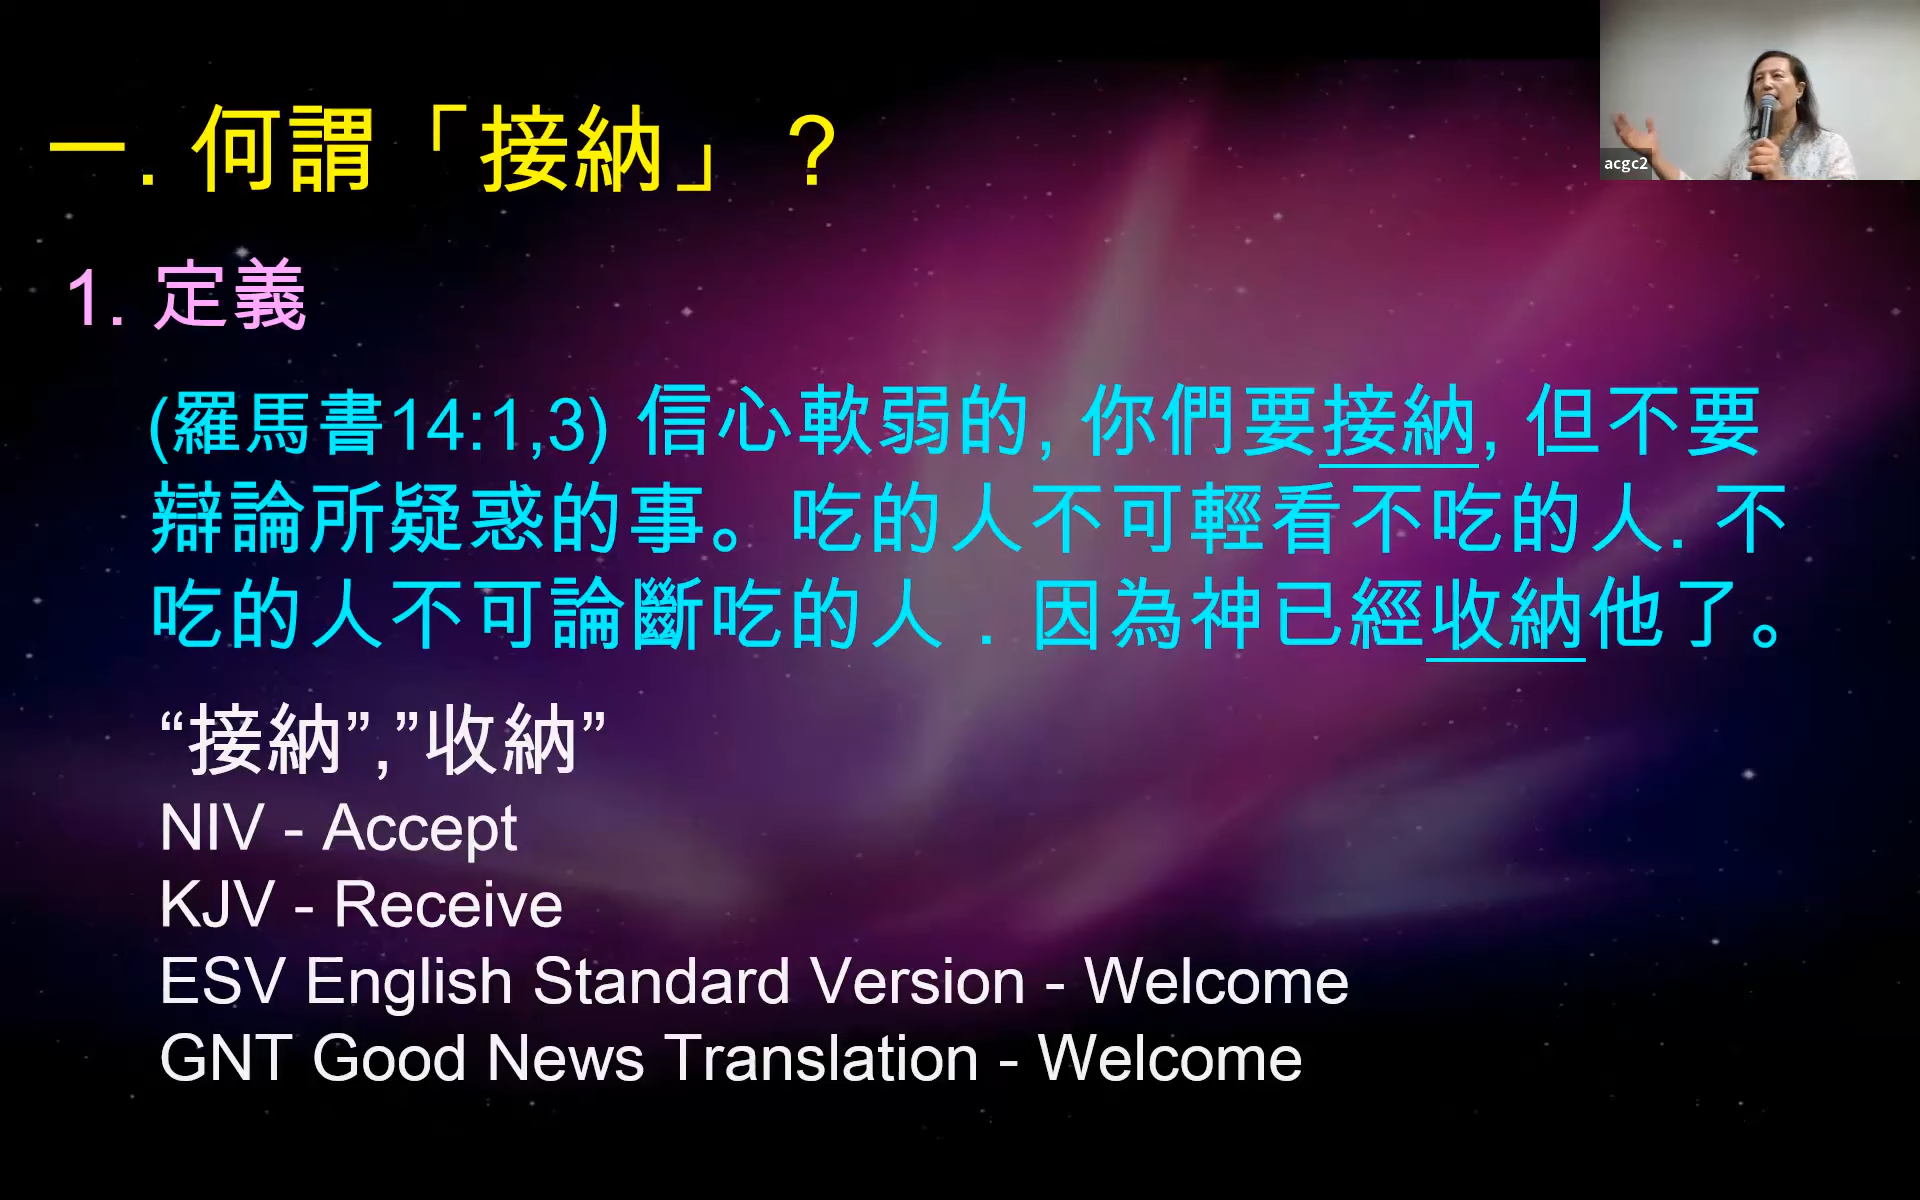 一. 何謂「接納」？
acgc2
1. 定義
(羅馬書14:1,3) 信心軟弱的, 你們要接納, 但不要
辯論所疑惑的事。吃的人不可輕看不吃的人. 不
吃的人不可論斷吃的人．因為神已經收納他了。
“接納”,”收納”
NIV - Accept
KJV - Receive
ESV English Standard Version - Welcome
GNT Good News Translation - Welcome